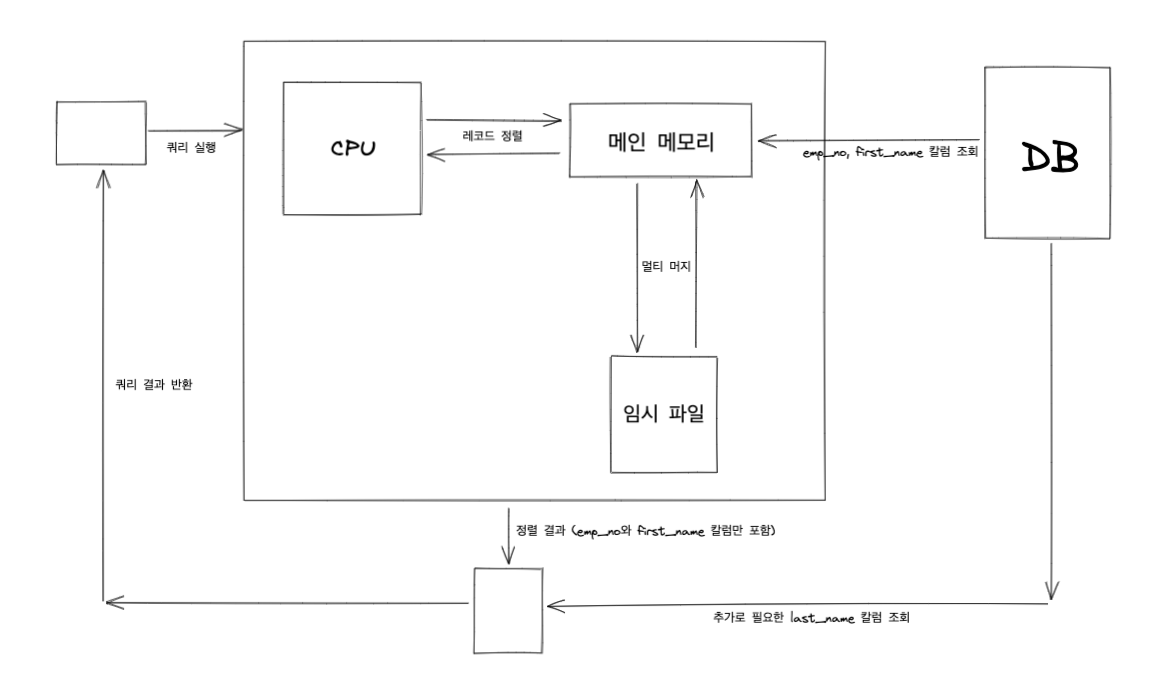 CPU
레코드 정렬
메인 메모리
DB
쿼리 실행
emp_no, first_name 칼럼 조회
멀티 머지
쿼리 결과 반환
임시 파일
정렬 결과 (emp_no와 first_name 칼럼만 포함)
추가로 필요한 last_name 칼럼 조회